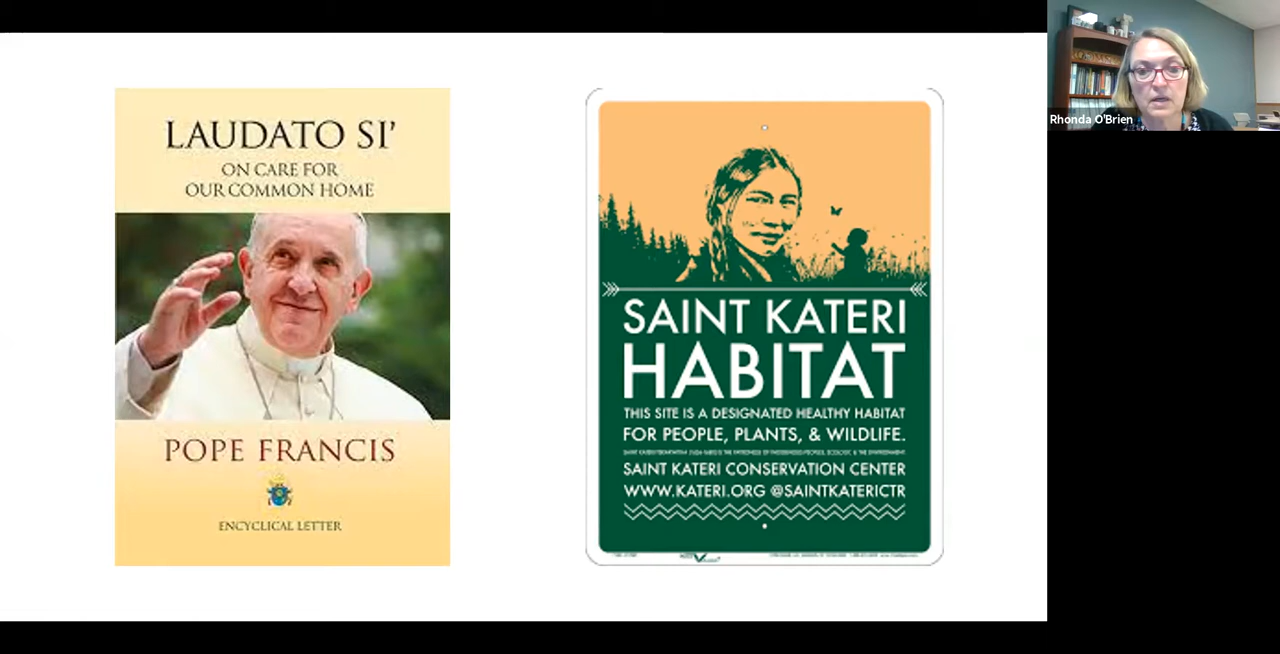 LAUDATO SI'
ON CARE FOR
OUR COMMON HOME
POPE FRANCIS
ENCYCLICAL LETTER
SAINT KATERI
HABITAT
THIS SITE IS A DESIGNATED HEALTHY HABITAT
FOR PEOPLE, PLANTS, & WILDLIFE.
SAINT KATERI CONSERVATION CENTER
WWW.KATERI.ORG @SAINTKATERICTR
Rhonda O'Brien